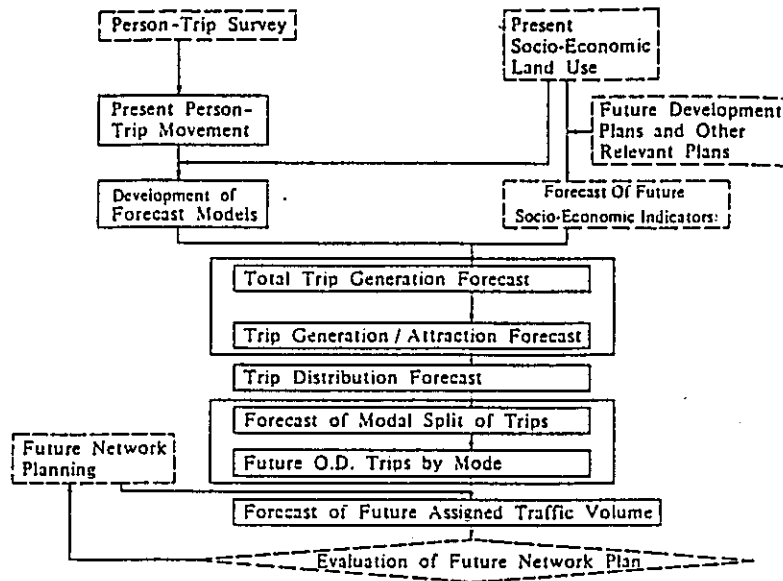 Person-Trip Survey
Present
Socio-Economic
Land Use
Present Person-
Trip Movement
Future Development
Plans and Other
Relevant Plans
Development of
Forecast Models
Forecast Of Future
Socio-Economic Indicators:
Total Trip Generation Forecast
Trip Generation / Attraction Forecast
Trip Distribution Forecast
Forecast of Modal Split of Trips
Future O.D. Trips by Mode
Future Network
Planning
Forecast of Future Assigned Traffic Volume
Evaluation of Future Network Plan